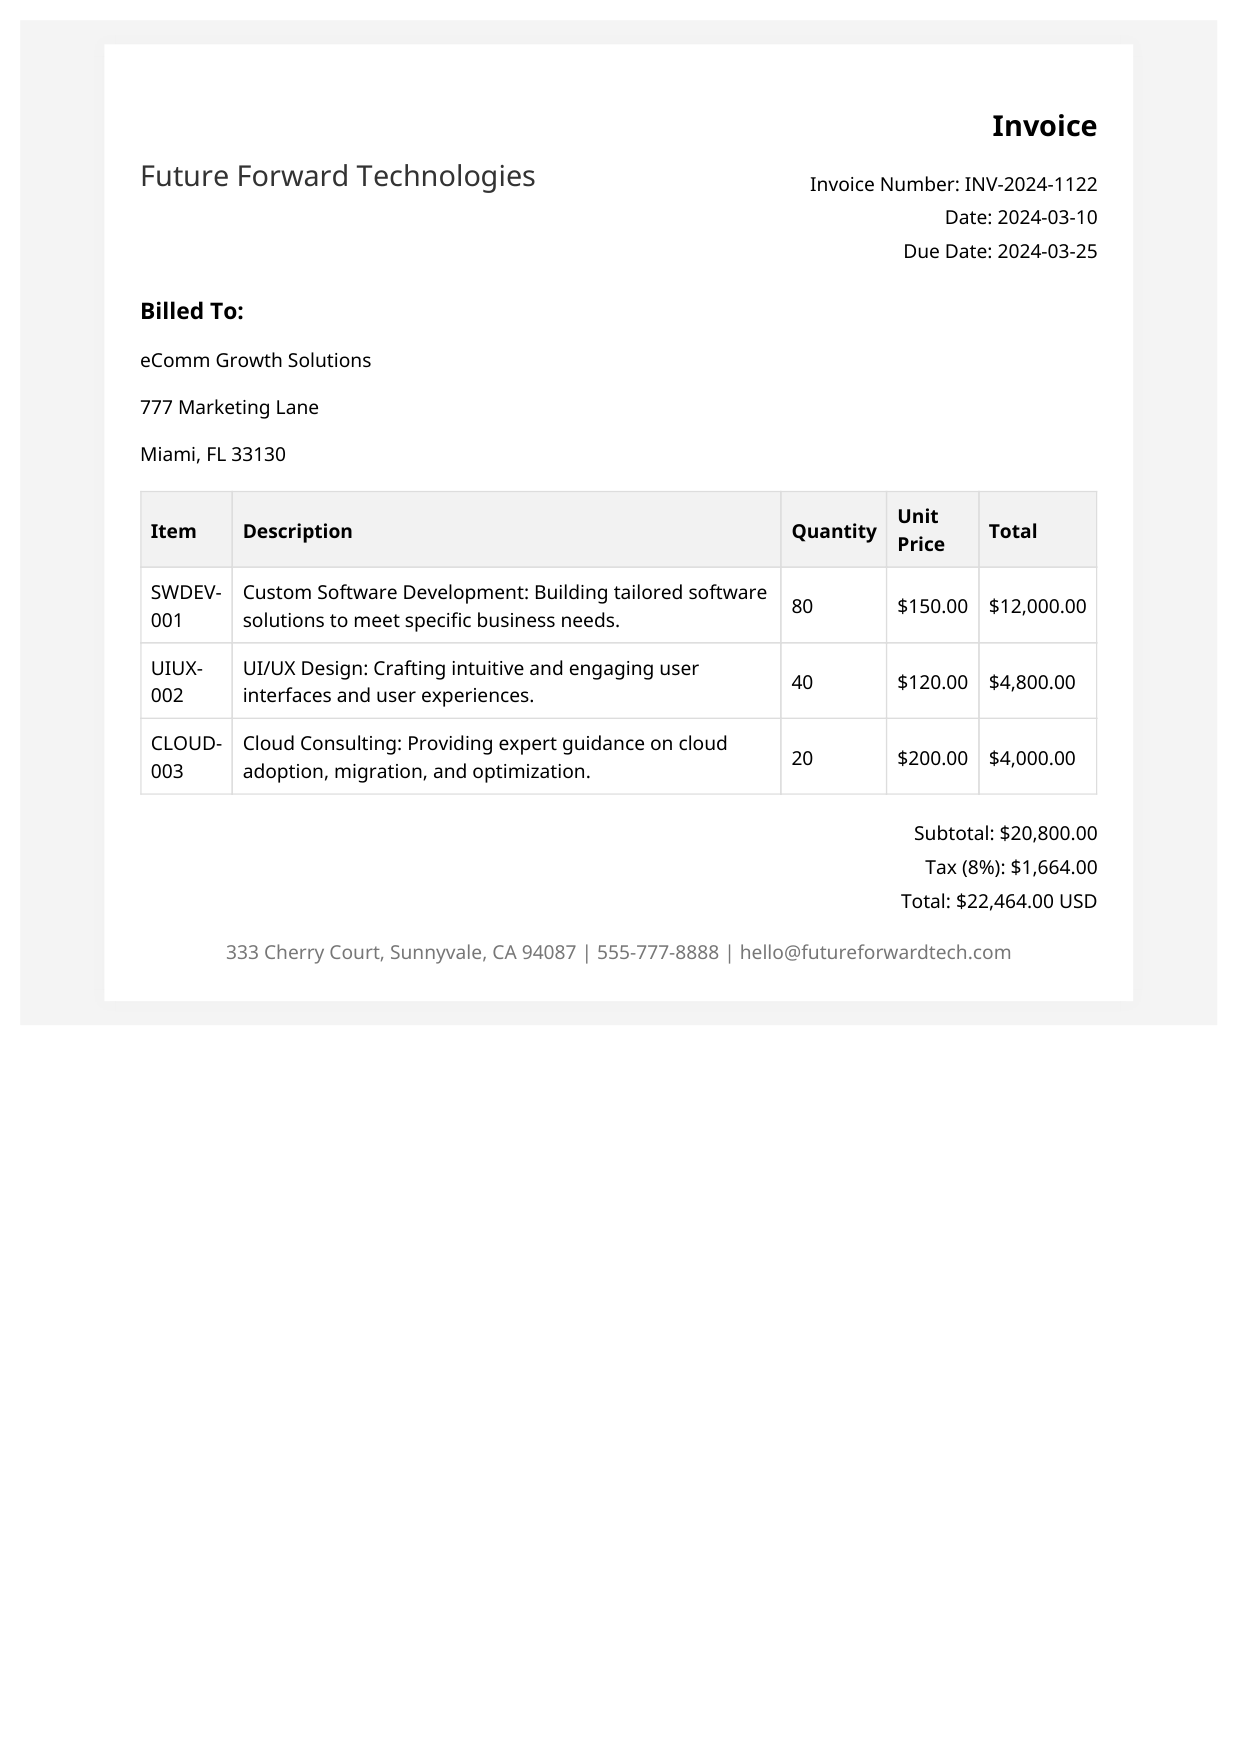 Invoice
Future Forward Technologies
Invoice Number: INV-2024-1122
Date: 2024-03-10
Due Date: 2024-03-25
Billed To:
eComm Growth Solutions
777 Marketing Lane
Miami, FL 33130
Item Description Quantity Unit Price Total
SWDEV-001 Custom Software Development: Building tailored software solutions to meet specific business needs. 80 $150.00 $12,000.00
UIUX-002 UI/UX Design: Crafting intuitive and engaging user interfaces and user experiences. 40 $120.00 $4,800.00
CLOUD-003 Cloud Consulting: Providing expert guidance on cloud adoption, migration, and optimization. 20 $200.00 $4,000.00
Subtotal: $20,800.00
Tax (8%): $1,664.00
Total: $22,464.00 USD
333 Cherry Court, Sunnyvale, CA 94087 | 555-777-8888 | hello@futureforwardtech.com